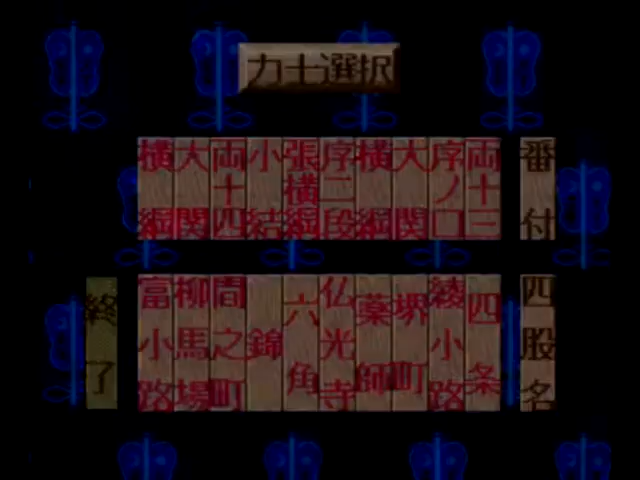 力士選択
番付
両十三
序ノ口
大関
横綱
序二段
張横綱
小結
両十四
大関
横綱
四股名
四条
綾小路
堺町
薬師
仏光寺
六角
錦
間之町
柳馬場
富小路
終了